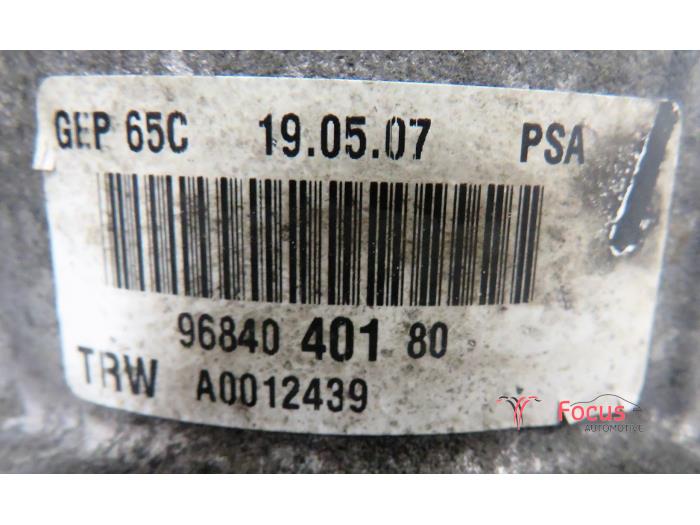 GEP 65C 19.05.07 PSA
96840 401 80
TRW A0012439
Focus
AUTOMOTIVE